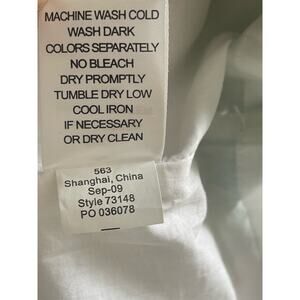 MACHINE WASH COLD
WASH DARK
COLORS SEPARATELY
NO BLEACH
DRY PROMPTLY
TUMBLE DRY LOW
COOL IRON
IF NECESSARY
OR DRY CLEAN
563
Shanghai, China
Sep-09
Style 73148
PO 036078